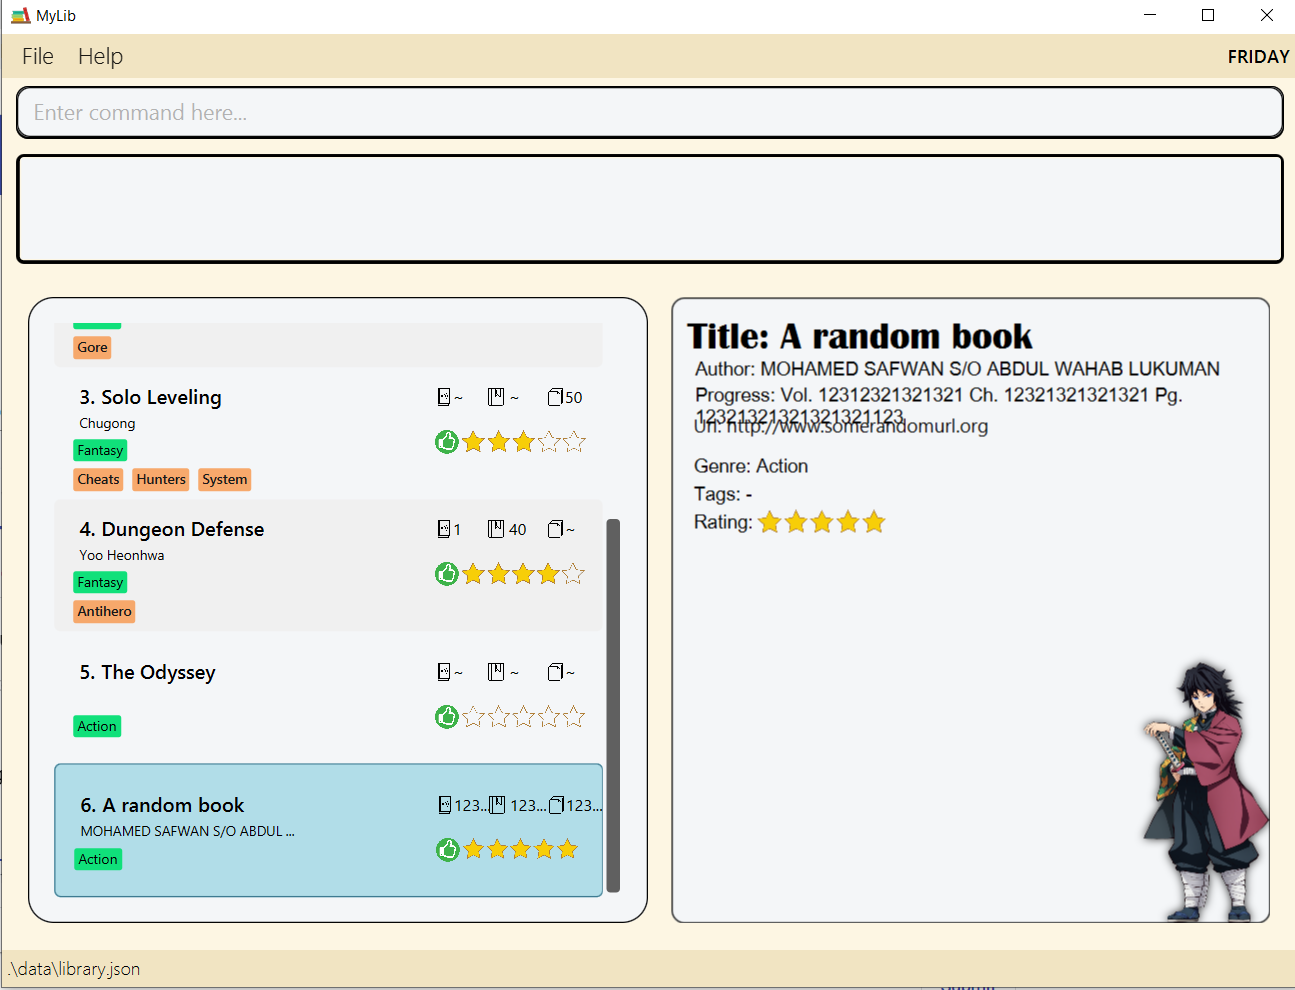 MyLib
File Help FRIDAY
Enter command here...
Gore
3. Solo Leveling ~ ~ 50
Chugong
Fantasy
Cheats Hunters System
4. Dungeon Defense 1 40 ~
Yoo Heonhwa
Fantasy
Antihero
5. The Odyssey ~ ~ ~
Action
6. A random book 123... 123... 123...
MOHAMED SAFWAN S/O ABDUL ...
Action
Title: A random book
Author: MOHAMED SAFWAN S/O ABDUL WAHAB LUKUMAN
Progress: Vol. 12312321321321 Ch. 12321321321321 Pg.
12321321321321321123
Url: http://www.somerandomurl.org
Genre: Action
Tags: -
Rating:
.\data\library.json